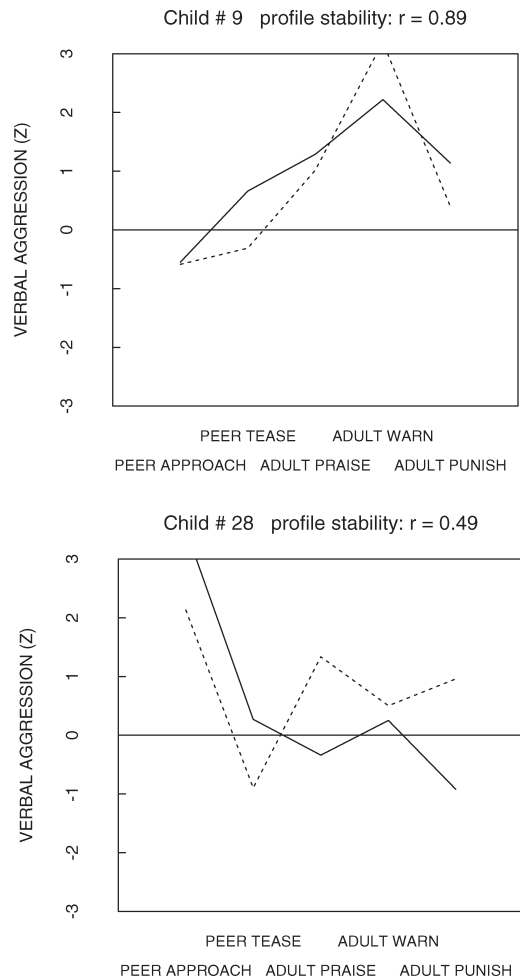 Child # 9 profile stability: r = 0.89
3
2
1
0
-1
-2
-3
VERBAL AGGRESSION (Z)
PEER TEASE ADULT WARN
PEER APPROACH ADULT PRAISE ADULT PUNISH
Child # 28 profile stability: r = 0.49
3
2
1
0
-1
-2
-3
VERBAL AGGRESSION (Z)
PEER TEASE ADULT WARN
PEER APPROACH ADULT PRAISE ADULT PUNISH